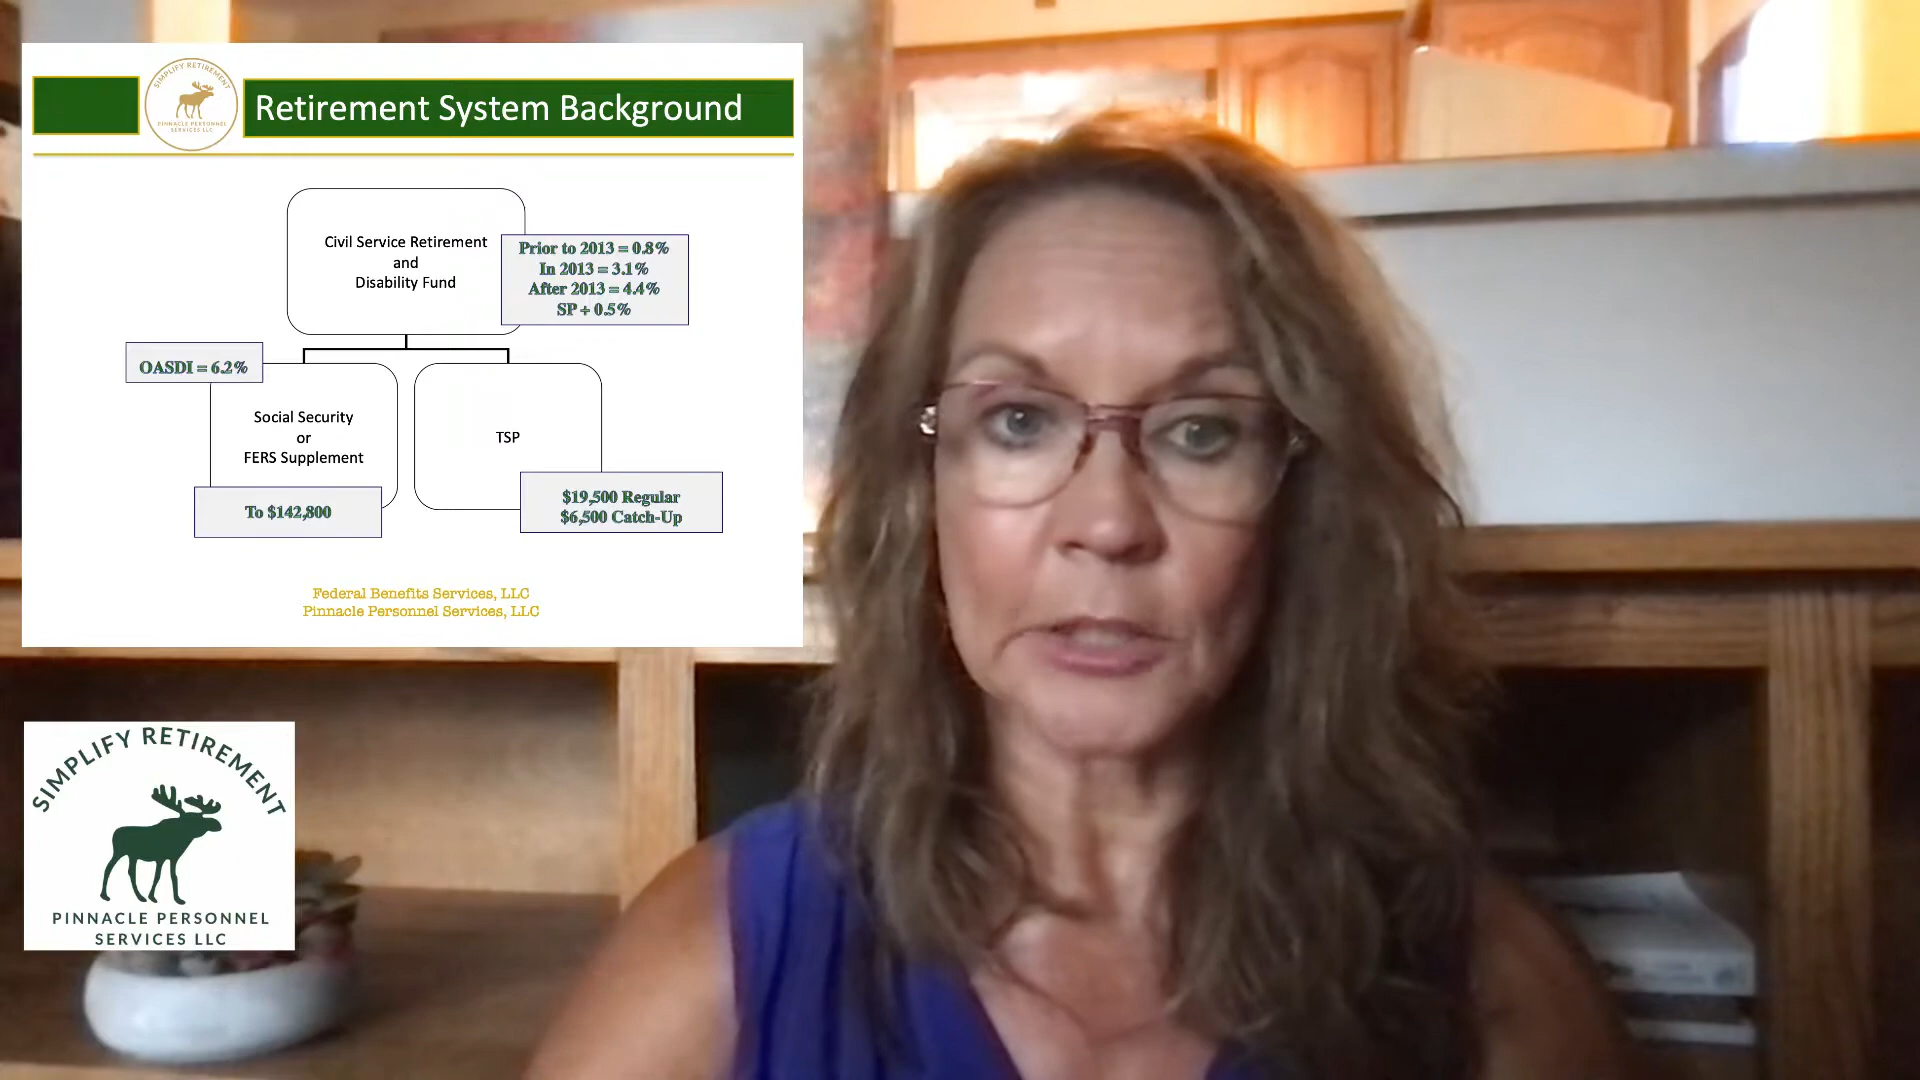 SIMPLIFY RETIREMENT
PINNACLE PERSONNEL
SERVICES LLC
Retirement System Background
Civil Service Retirement
and
Disability Fund
Prior to 2013 = 0.8%
In 2013 = 3.1%
After 2013 = 4.4%
SP + 0.5%
OASDI = 6.2%
Social Security
or
FERS Supplement
To $142,800
TSP
$19,500 Regular
$6,500 Catch-Up
Federal Benefits Services, LLC
Pinnacle Personnel Services, LLC
SIMPLIFY RETIREMENT
PINNACLE PERSONNEL
SERVICES LLC